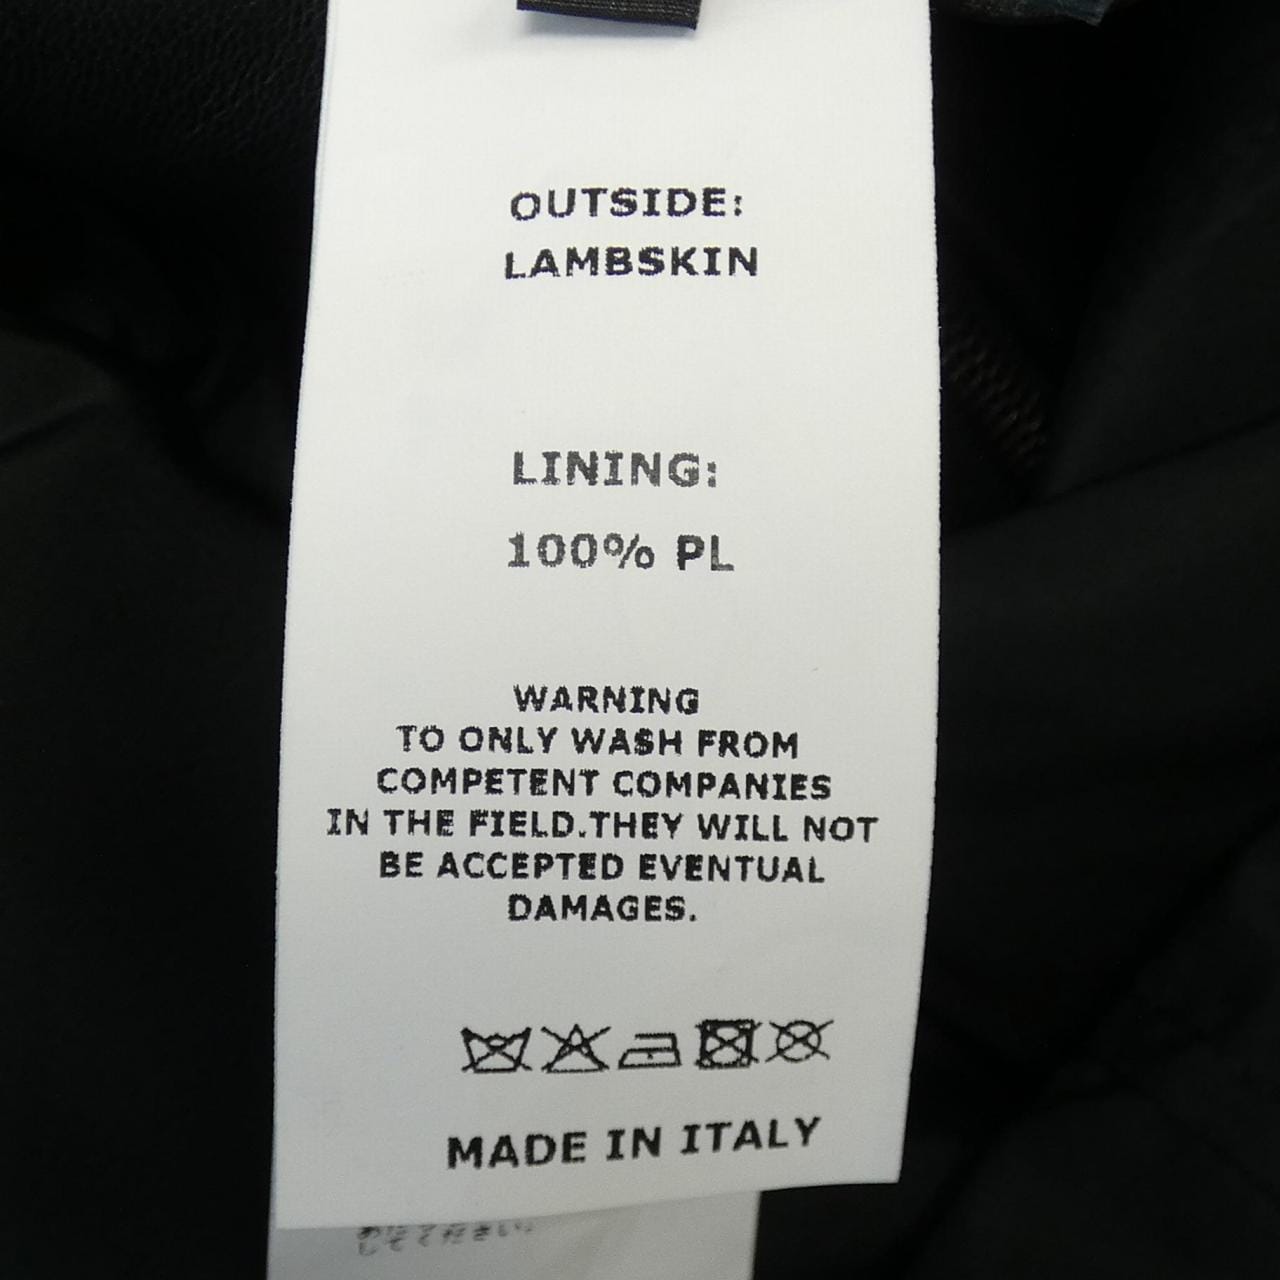 OUTSIDE:
LAMBSKIN
LINING:
100% PL
WARNING
TO ONLY WASH FROM
COMPETENT COMPANIES
IN THE FIELD.THEY WILL NOT
BE ACCEPTED EVENTUAL
DAMAGES.
MADE IN ITALY